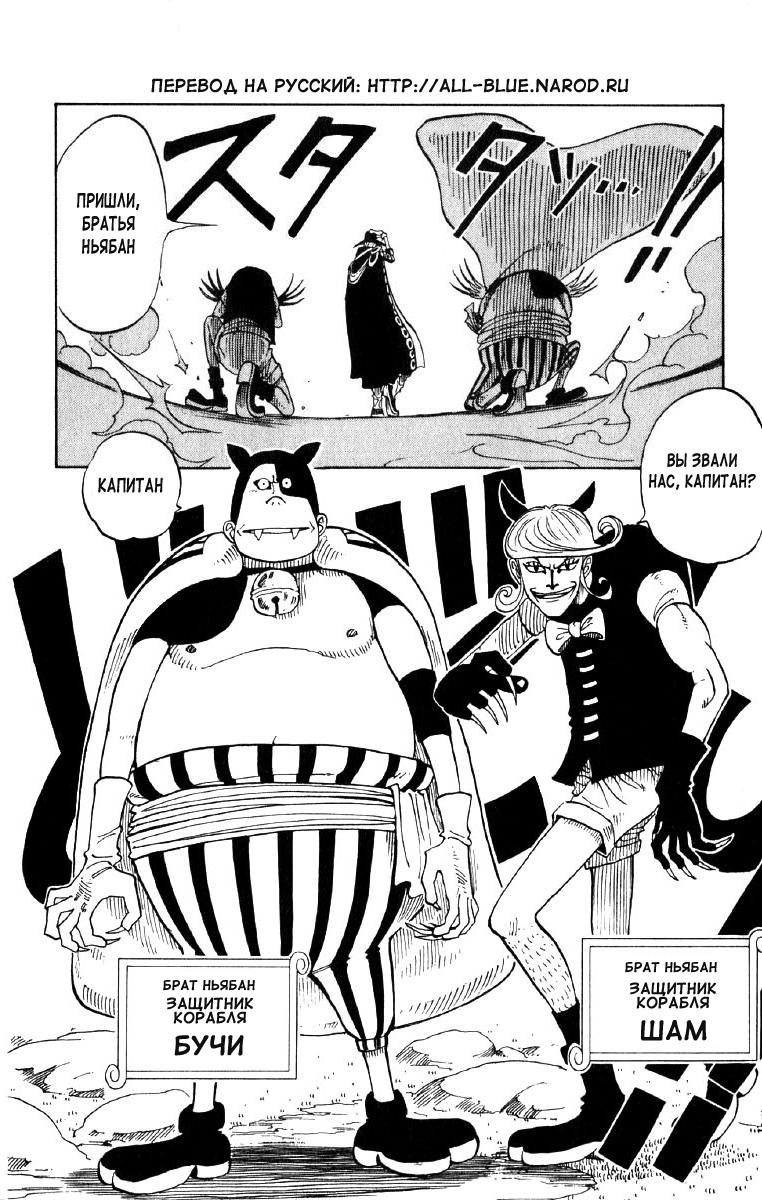 ПЕРЕВОД НА РУССКИЙ: HTTP://ALL-BLUE.NAROD.RU
ПРИШЛИ,
БРАТЬЯ
НЬЯБАН
スタ
タッ…!!
КАПИТАН
ВЫ ЗВАЛИ
НАС, КАПИТАН?
БРАТ НЬЯБАН
ЗАЩИТНИК
КОРАБЛЯ
БУЧИ
БРАТ НЬЯБАН
ЗАЩИТНИК
КОРАБЛЯ
ШАМ